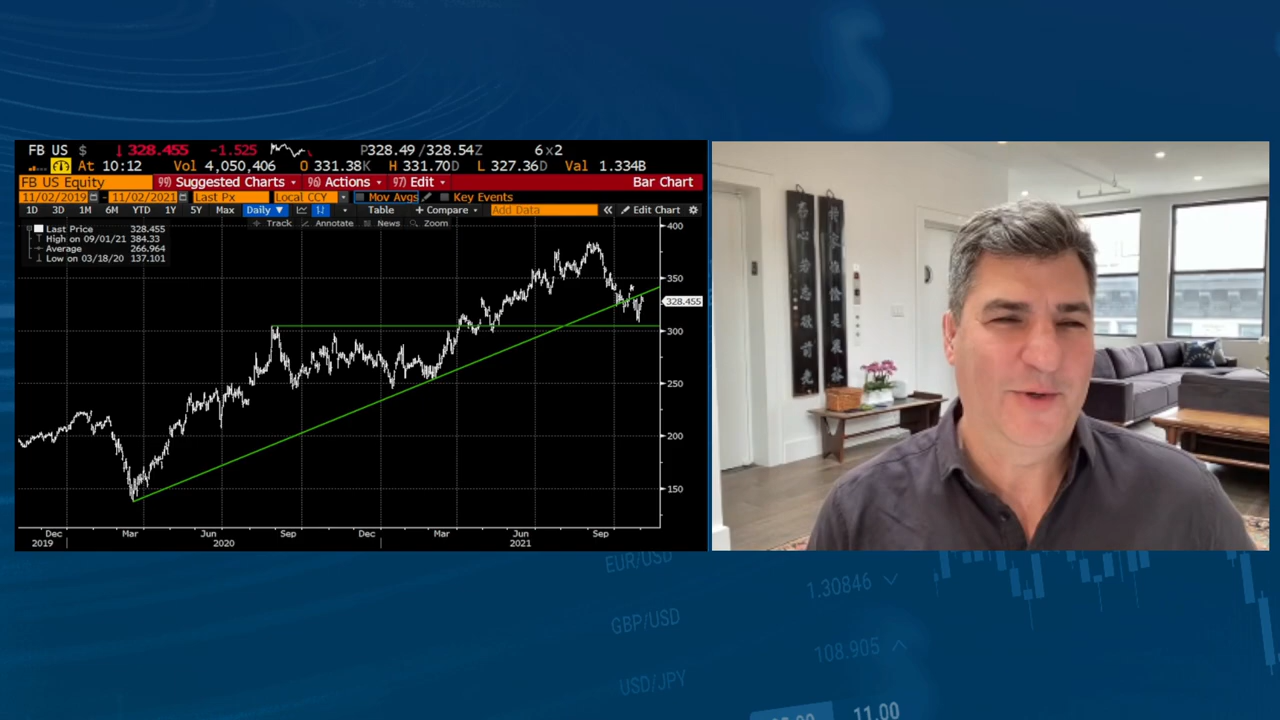 FB US $ ↓328.455 -1.525 P328.49/328.54Z 6×2
At 10:12 Vol 4,050,406 O 331.38K H 331.70D L 327.36D Val 1.334B
FB US Equity 99) Suggested Charts 96) Actions 97) Edit Bar Chart
11/02/2019 - 11/02/2021 Last Px Local CCY Mov Avgs Key Events
1D 3D 1M 6M YTD 1Y 5Y Max Daily ▼ Table + Compare Add Data « Edit Chart
Track Annotate News Zoom
Last Price 328.455
High on 09/01/21 384.33
Average 266.964
Low on 03/18/20 137.101
400
350
328.455
300
250
200
150
Dec Mar Jun Sep Dec Mar Jun Sep
2019 2020 2021
EUR/USD
1.30846
GBP/USD
108.905
USD/JPY
11.00